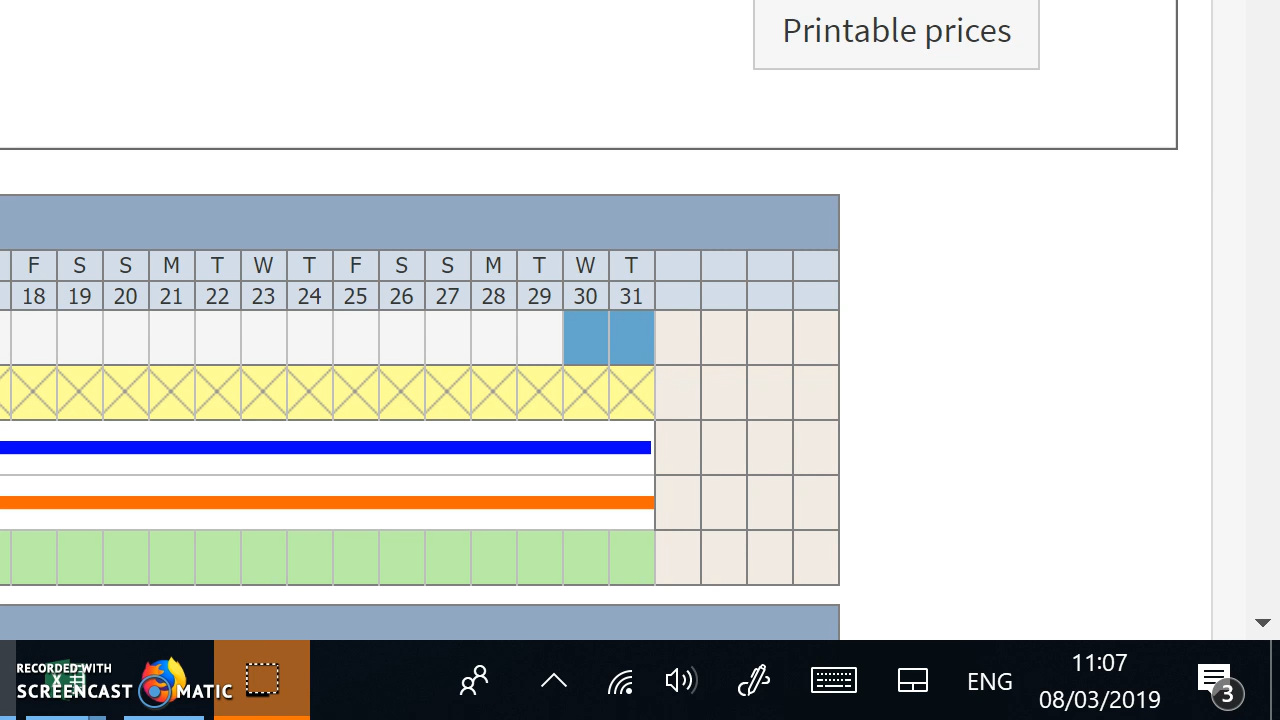 Printable prices
F S S M T W T F S S M T W T
18 19 20 21 22 23 24 25 26 27 28 29 30 31
RECORDED WITH
SCREENCAST MATIC
ENG
11:07
08/03/2019
3